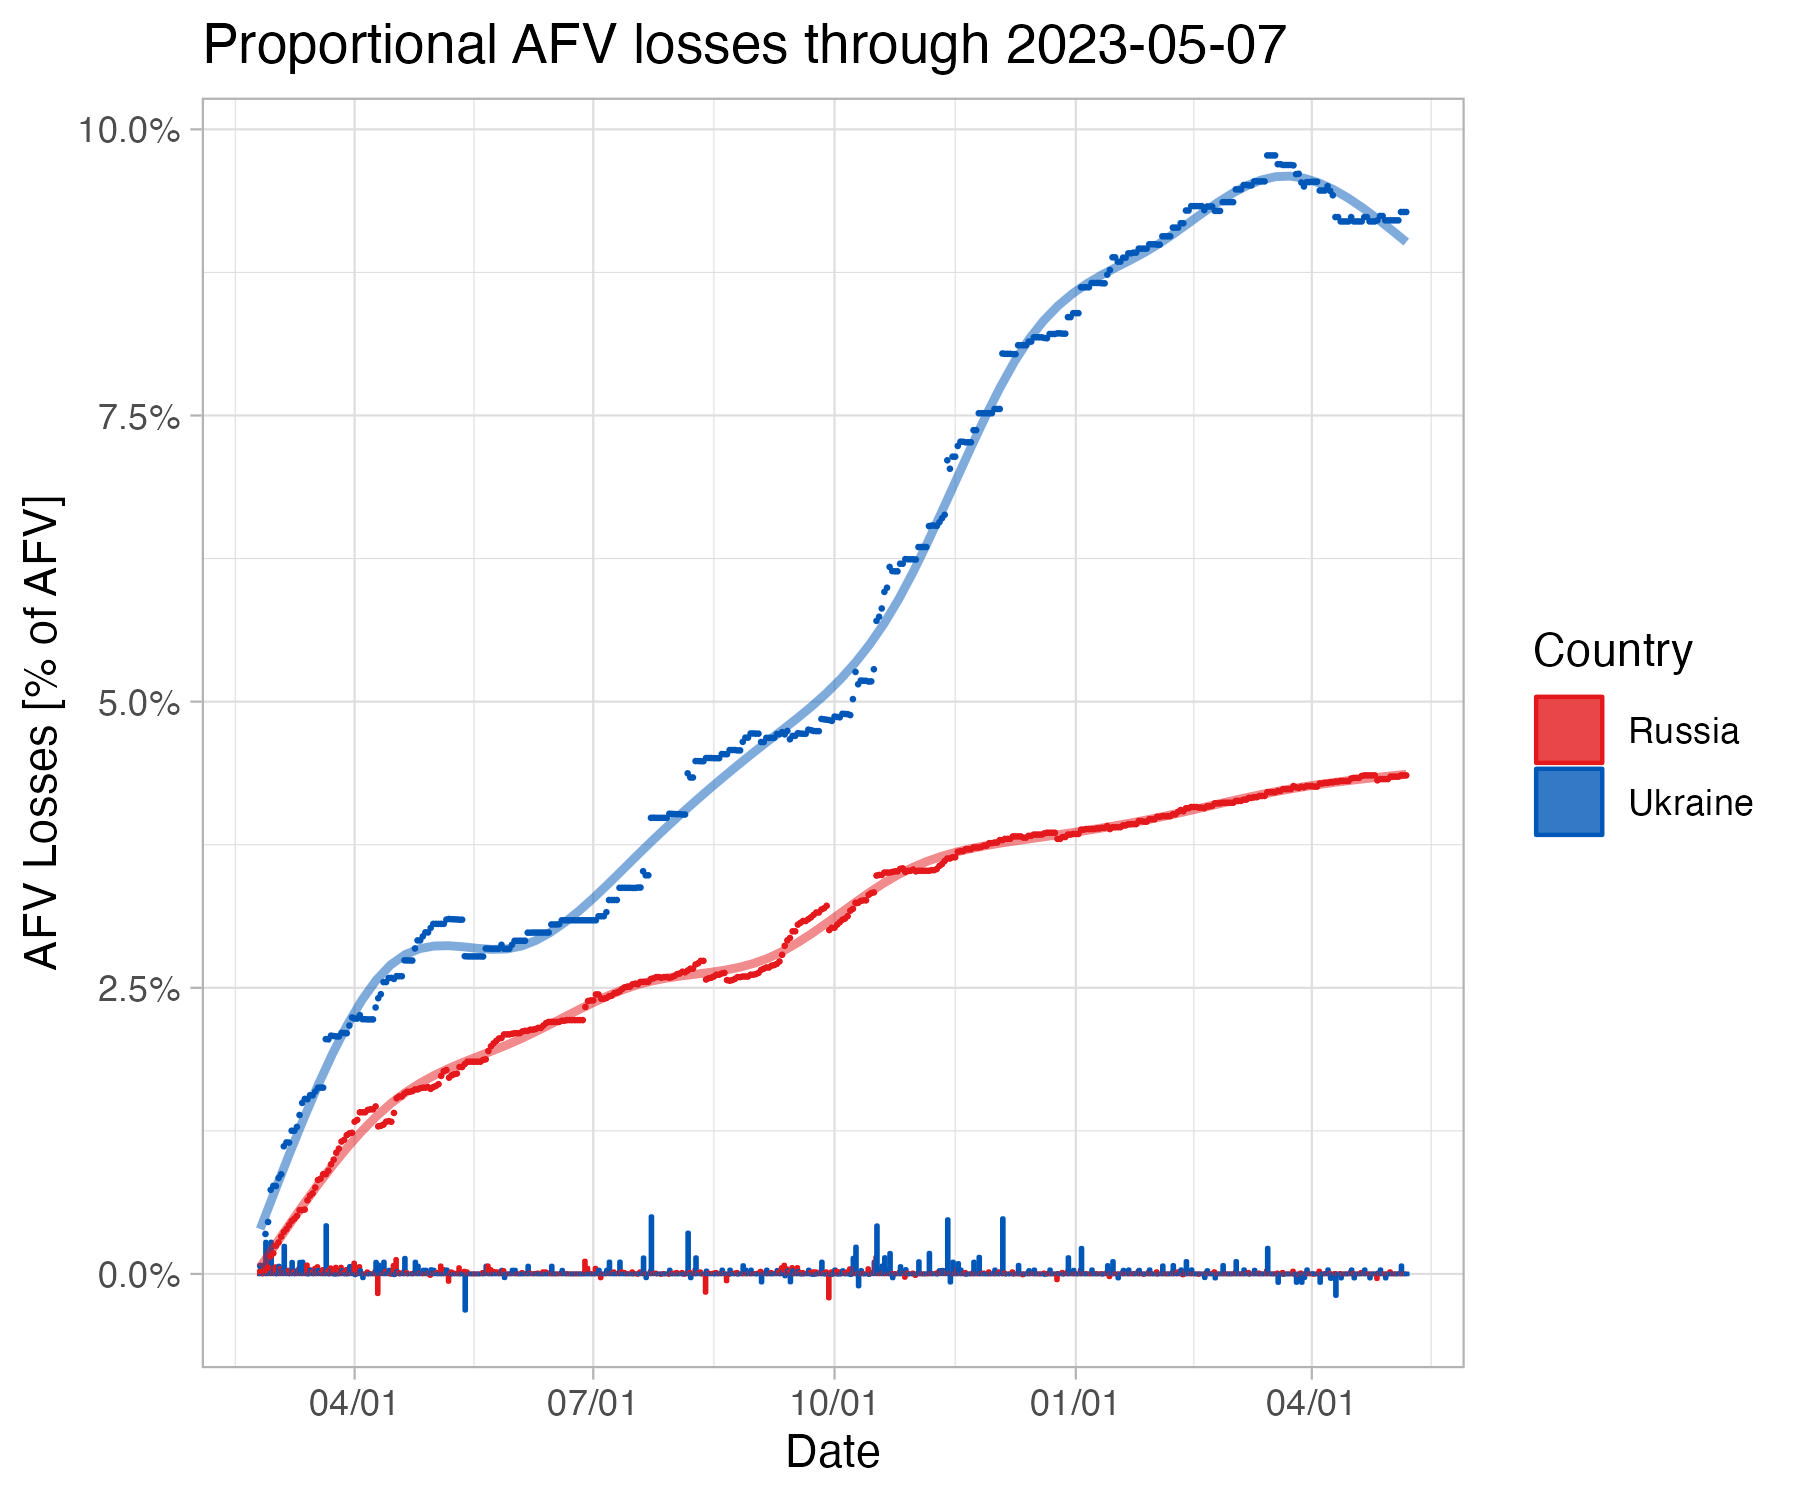 Proportional AFV losses through 2023-05-07
10.0%
7.5%
5.0%
2.5%
0.0%
AFV Losses [% of AFV]
04/01
07/01
10/01
01/01
04/01
Date
Country
Russia
Ukraine